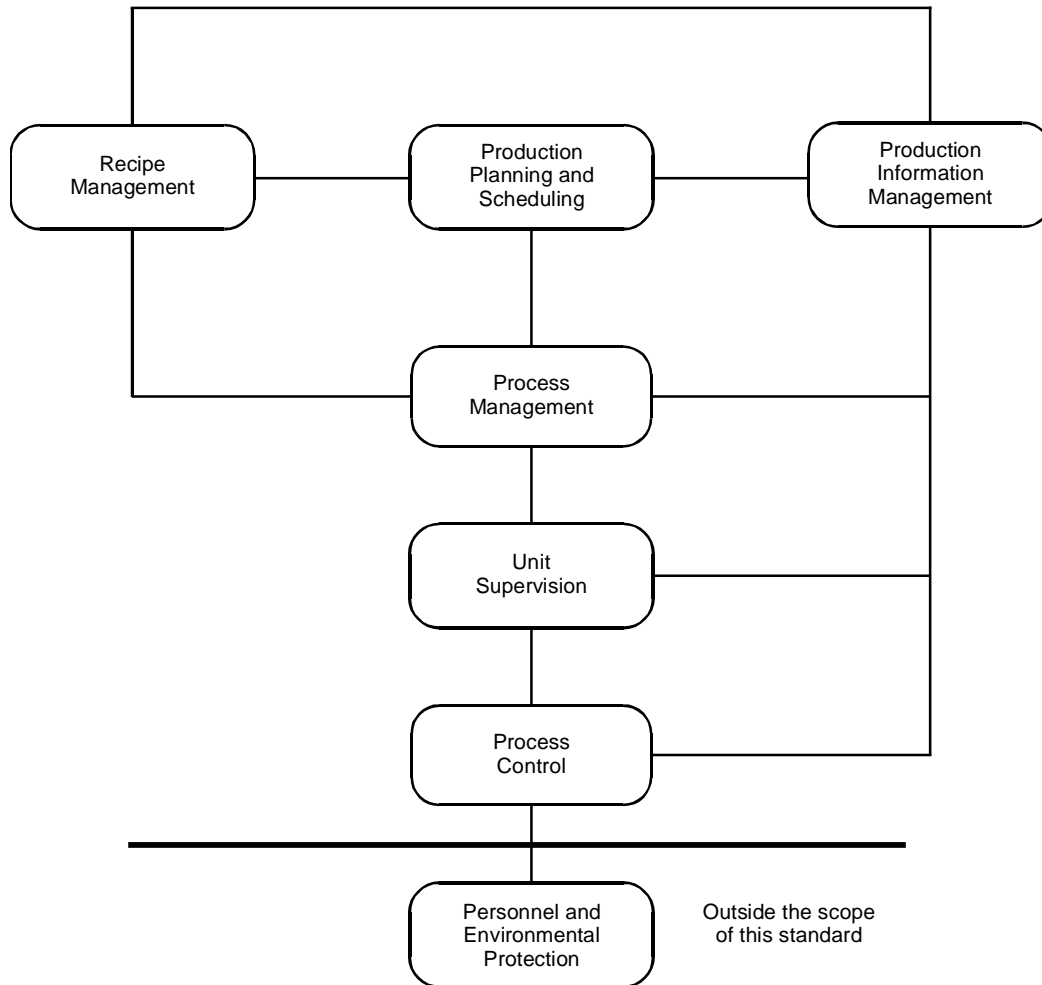 Recipe
Management
Production
Planning and
Scheduling
Production
Information
Management
Process
Management
Unit
Supervision
Process
Control
Personnel and
Environmental
Protection
Outside the scope
of this standard